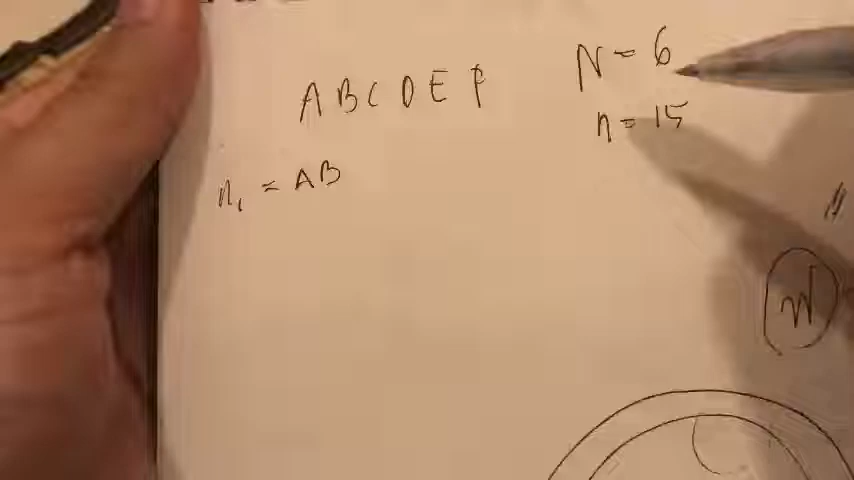 A B C D E F
N = 6
n = 15
n₁ = AB
W